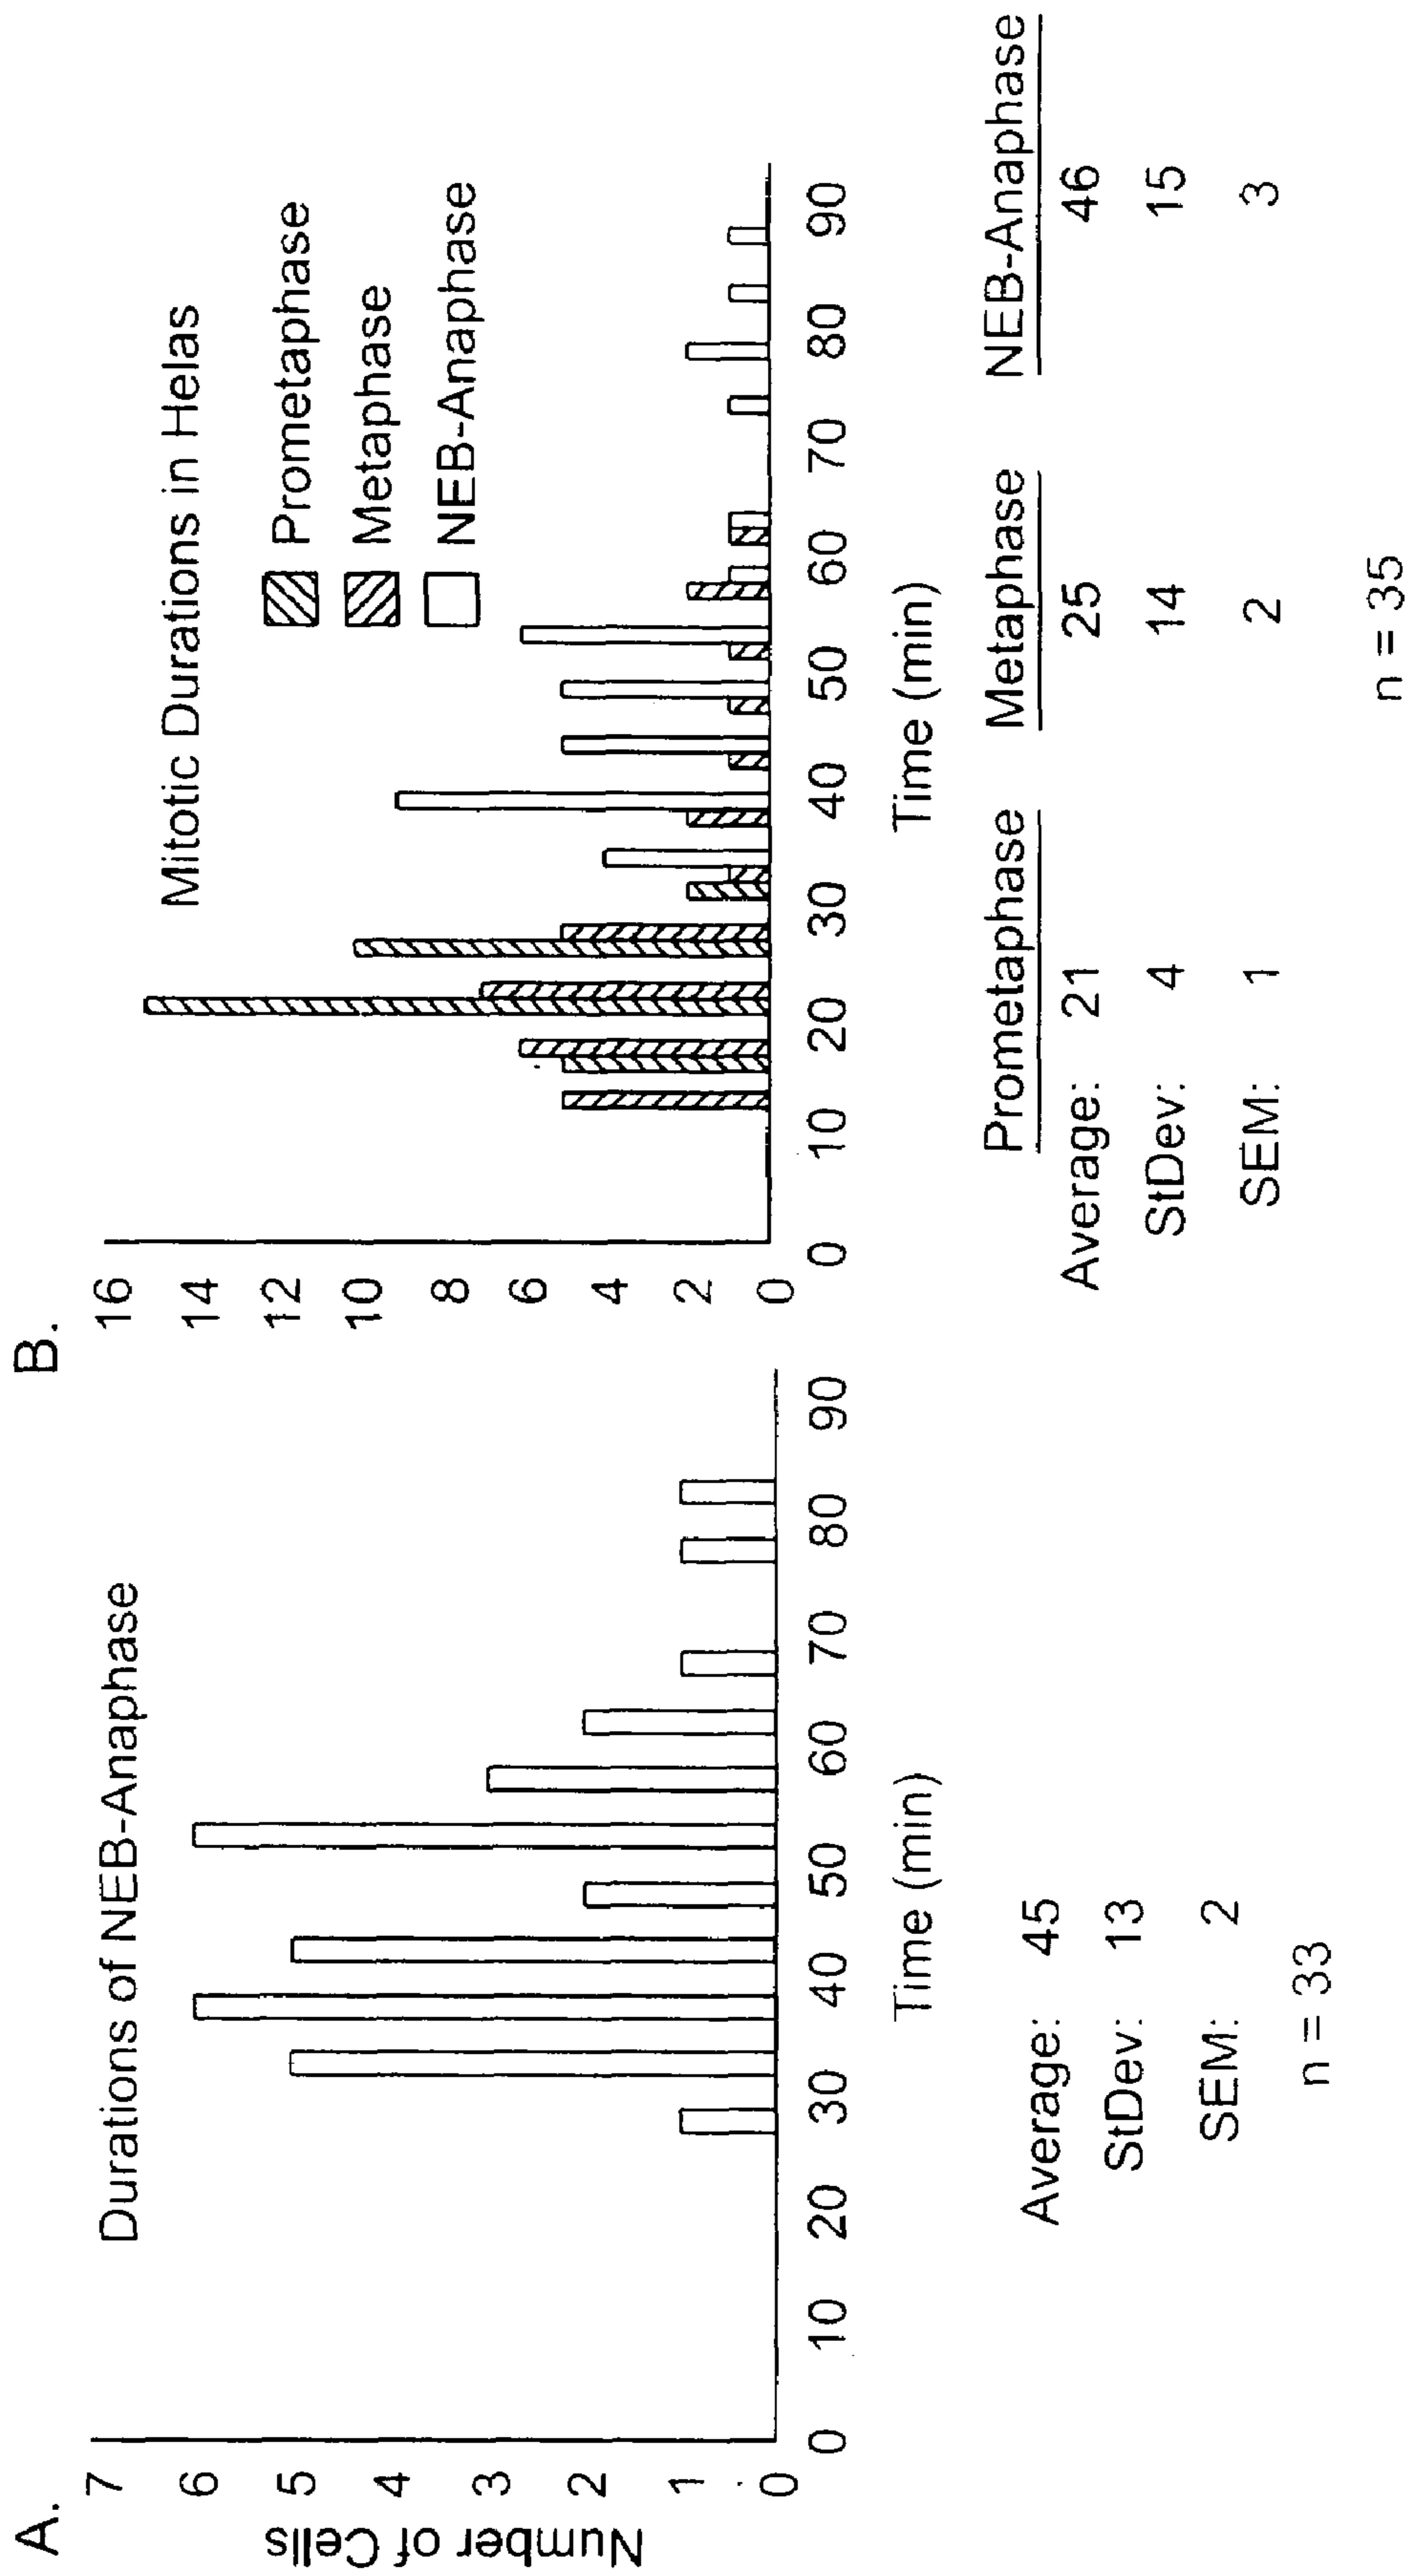 A.
Durations of NEB-Anaphase
Number of Cells
7
6
5
4
3
2
1
0
0 10 20 30 40 50 60 70 80 90
Time (min)
Average: 45
StDev: 13
SEM: 2
n = 33
B.
Mitotic Durations in Helas
Prometaphase
Metaphase
NEB-Anaphase
16
14
12
10
8
6
4
2
0
0 10 20 30 40 50 60 70 80 90
Time (min)
Prometaphase Metaphase NEB-Anaphase
Average: 21 25 46
StDev: 4 14 15
SEM: 1 2 3
n = 35